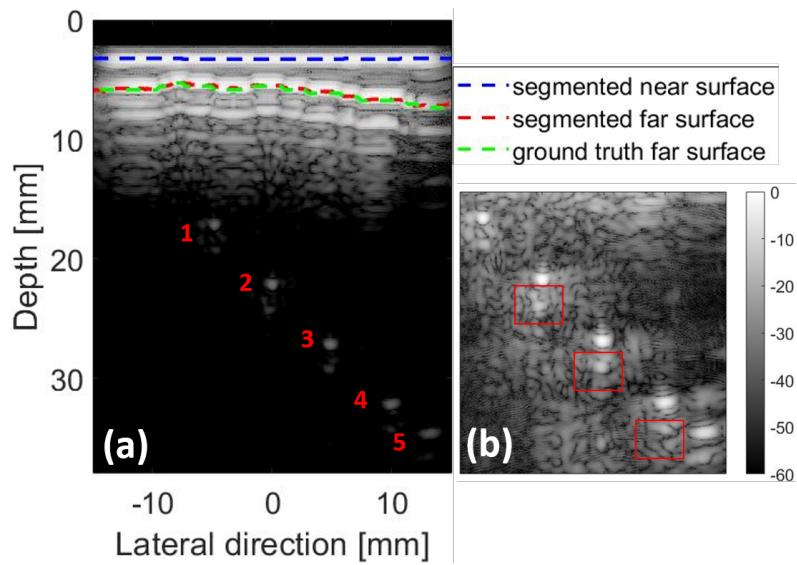 0
10
20
30
Depth [mm]
1
2
3
4
5
(a)
-10
0
10
Lateral direction [mm]
segmented near surface
segmented far surface
ground truth far surface
(b)
0
-10
-20
-30
-40
-50
-60